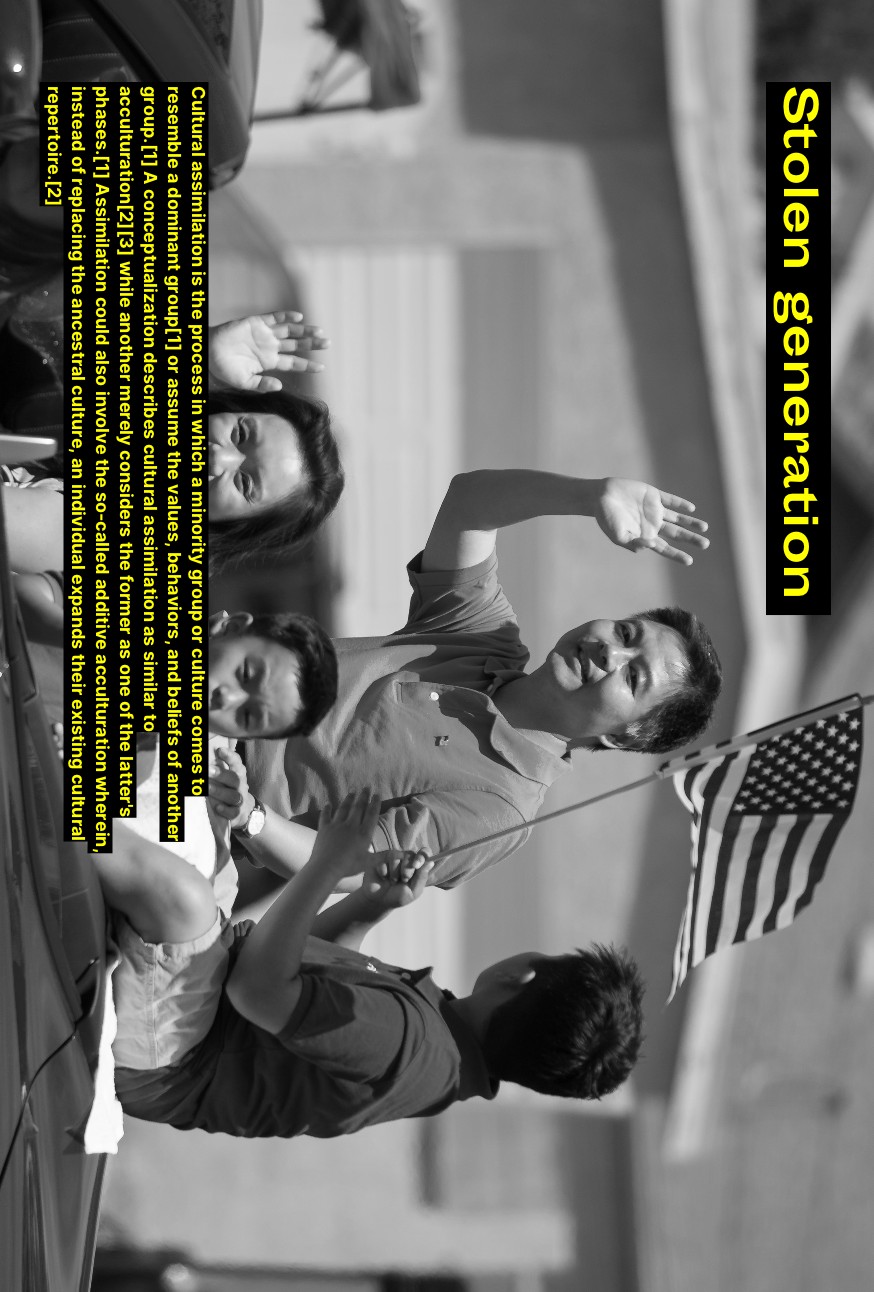 Stolen generation
Cultural assimilation is the process in which a minority group or culture comes to
resemble a dominant group[1] or assume the values, behaviors, and beliefs of another
group.[1] A conceptualization describes cultural assimilation as similar to
acculturation[2][3] while another merely considers the former as one of the latter's
phases.[1] Assimilation could also involve the so-called additive acculturation wherein,
instead of replacing the ancestral culture, an individual expands their existing cultural
repertoire.[2]